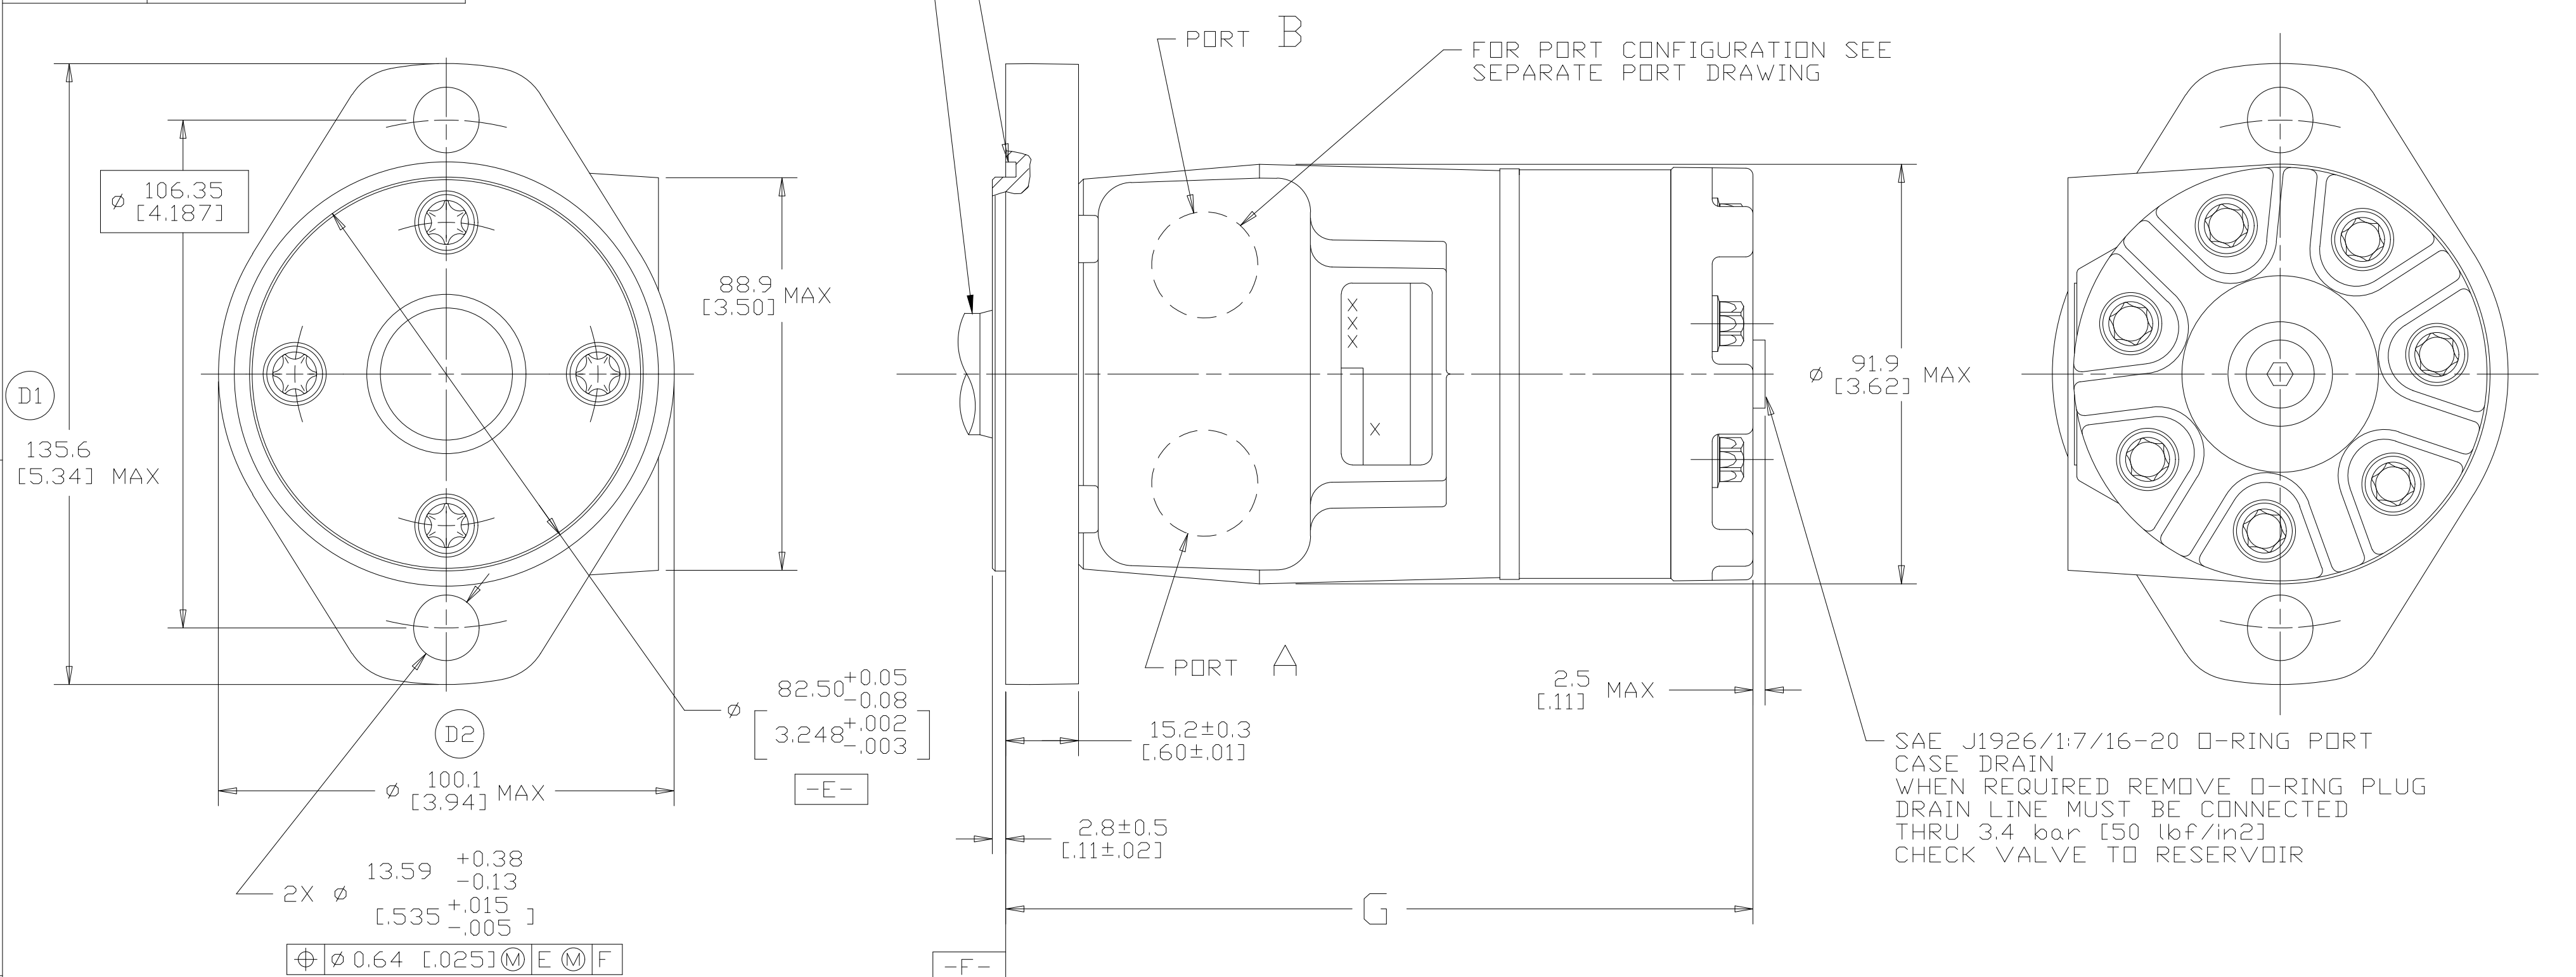 PORT B
FOR PORT CONFIGURATION SEE
SEPARATE PORT DRAWING
⌀ 106.35
[4.187]
88.9
[3.50] MAX
X
X
X
X
⌀ 91.9
[3.62] MAX
D1
135.6
[5.34] MAX
PORT A
⌀ 82.50 +0.05
-0.08
[3.248 +.002
-.003]
-E-
2.5
[.11] MAX
D2
⌀ 100.1
[3.94] MAX
15.2±0.3
[.60±.01]
2.8±0.5
[.11±.02]
SAE J1926/1:7/16-20 O-RING PORT
CASE DRAIN
WHEN REQUIRED REMOVE O-RING PLUG
DRAIN LINE MUST BE CONNECTED
THRU 3.4 bar [50 lbf/in2]
CHECK VALVE TO RESERVOIR
2X ⌀ 13.59 +0.38
-0.13
[.535 +.015
-.005 ]
G
⌖ ⌀ 0.64 [.025] Ⓜ E Ⓜ F
-F-